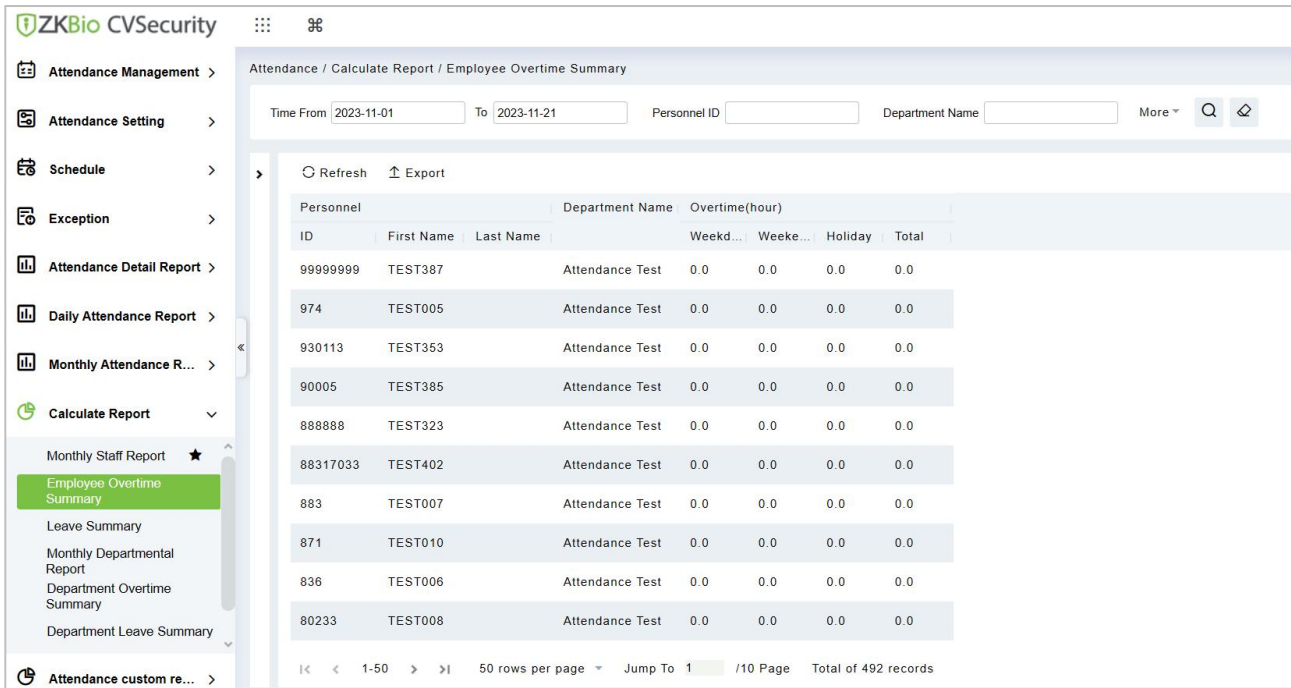 ZKBio CVSecurity
Attendance Management
Attendance Setting
Schedule
Exception
Attendance Detail Report
Daily Attendance Report
Monthly Attendance R...
Calculate Report
Monthly Staff Report
Employee Overtime
Summary
Leave Summary
Monthly Departmental
Report
Department Overtime
Summary
Department Leave Summary
Attendance custom re...
Attendance / Calculate Report / Employee Overtime Summary
Time From 2023-11-01 To 2023-11-21 Personnel ID Department Name More
Refresh Export
Personnel Department Name Overtime(hour)
ID First Name Last Name Weekd... Weeke... Holiday Total
99999999 TEST387 Attendance Test 0.0 0.0 0.0 0.0
974 TEST005 Attendance Test 0.0 0.0 0.0 0.0
930113 TEST353 Attendance Test 0.0 0.0 0.0 0.0
90005 TEST385 Attendance Test 0.0 0.0 0.0 0.0
888888 TEST323 Attendance Test 0.0 0.0 0.0 0.0
88317033 TEST402 Attendance Test 0.0 0.0 0.0 0.0
883 TEST007 Attendance Test 0.0 0.0 0.0 0.0
871 TEST010 Attendance Test 0.0 0.0 0.0 0.0
836 TEST006 Attendance Test 0.0 0.0 0.0 0.0
80233 TEST008 Attendance Test 0.0 0.0 0.0 0.0
1-50 50 rows per page Jump To 1 /10 Page Total of 492 records